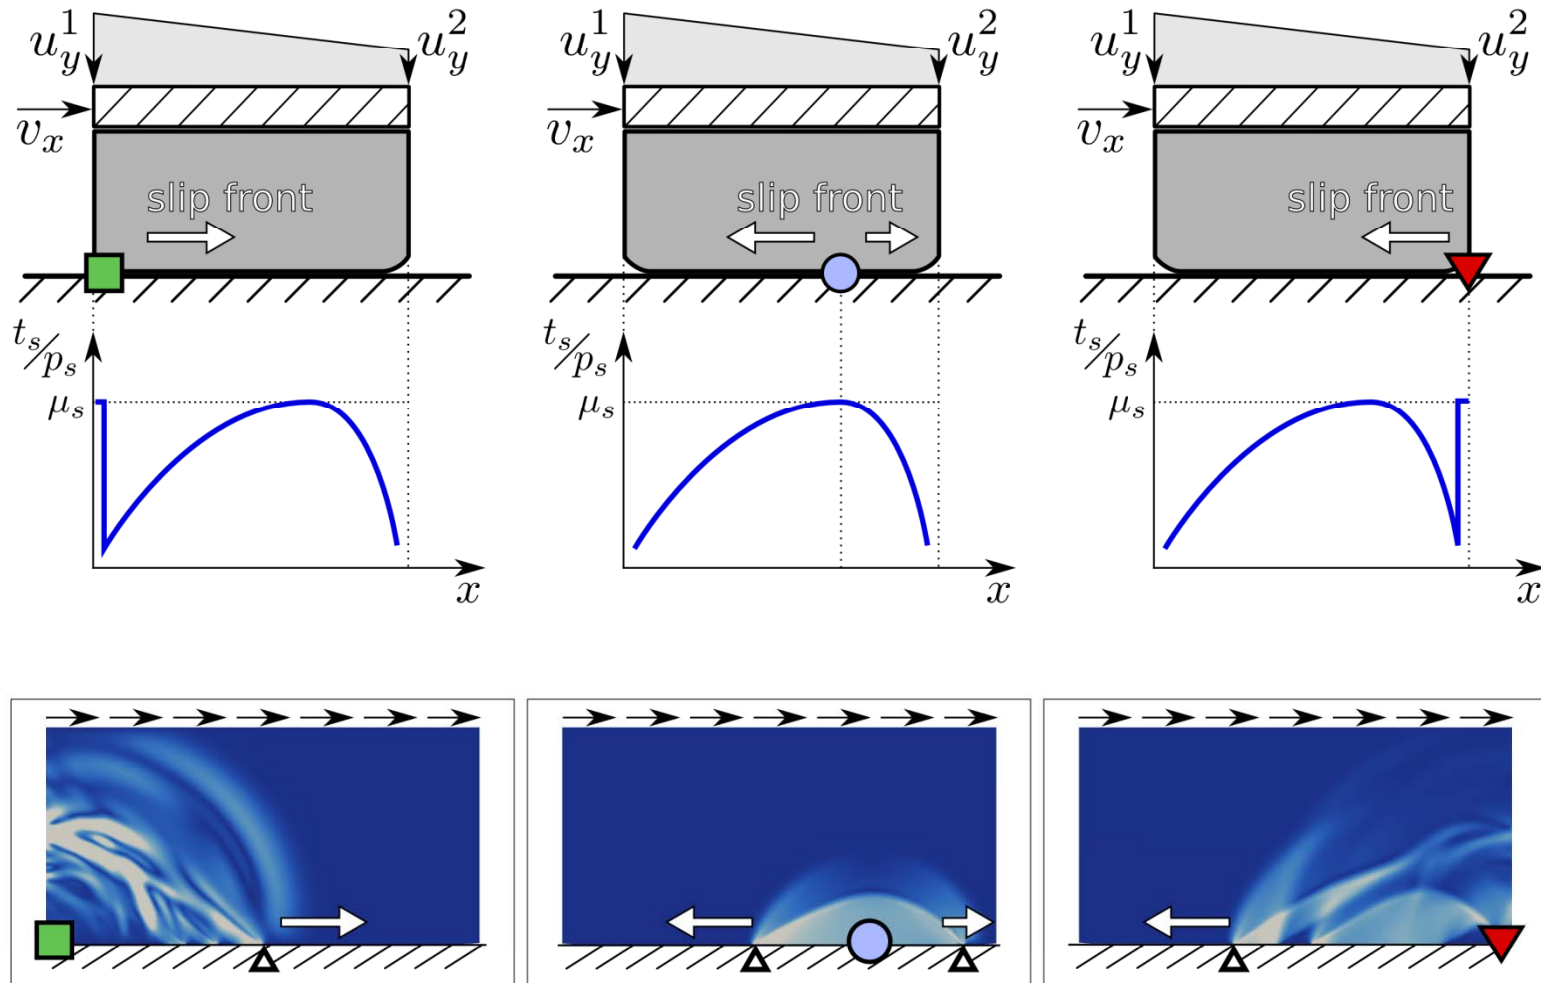 u_y^1 u_y^2 u_y^1 u_y^2 u_y^1 u_y^2
v_x v_x v_x
slip front slip front slip front
t_s/p_s t_s/p_s t_s/p_s
μ_s μ_s μ_s
x x x